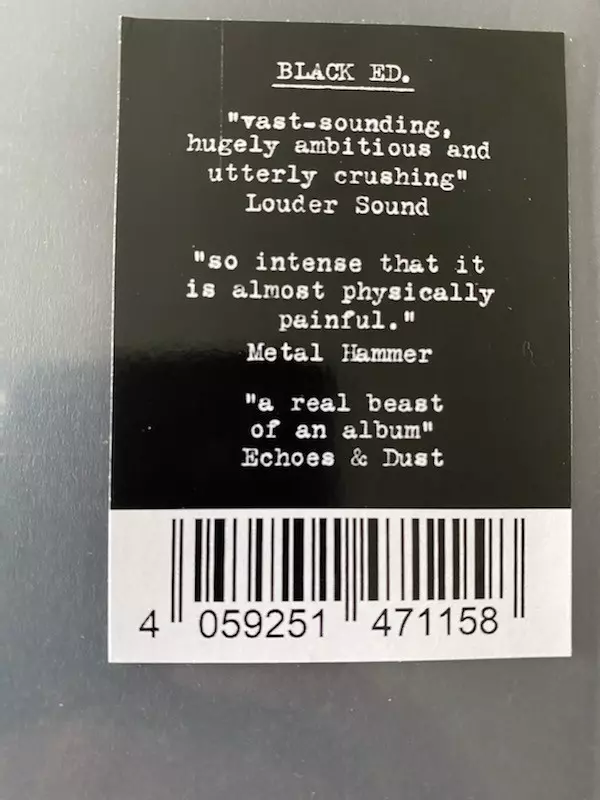 BLACK ED.
"vast-sounding,
hugely ambitious and
utterly crushing"
Louder Sound
"so intense that it
is almost physically
painful."
Metal Hammer
"a real beast
of an album"
Echoes & Dust
4 059251 471158